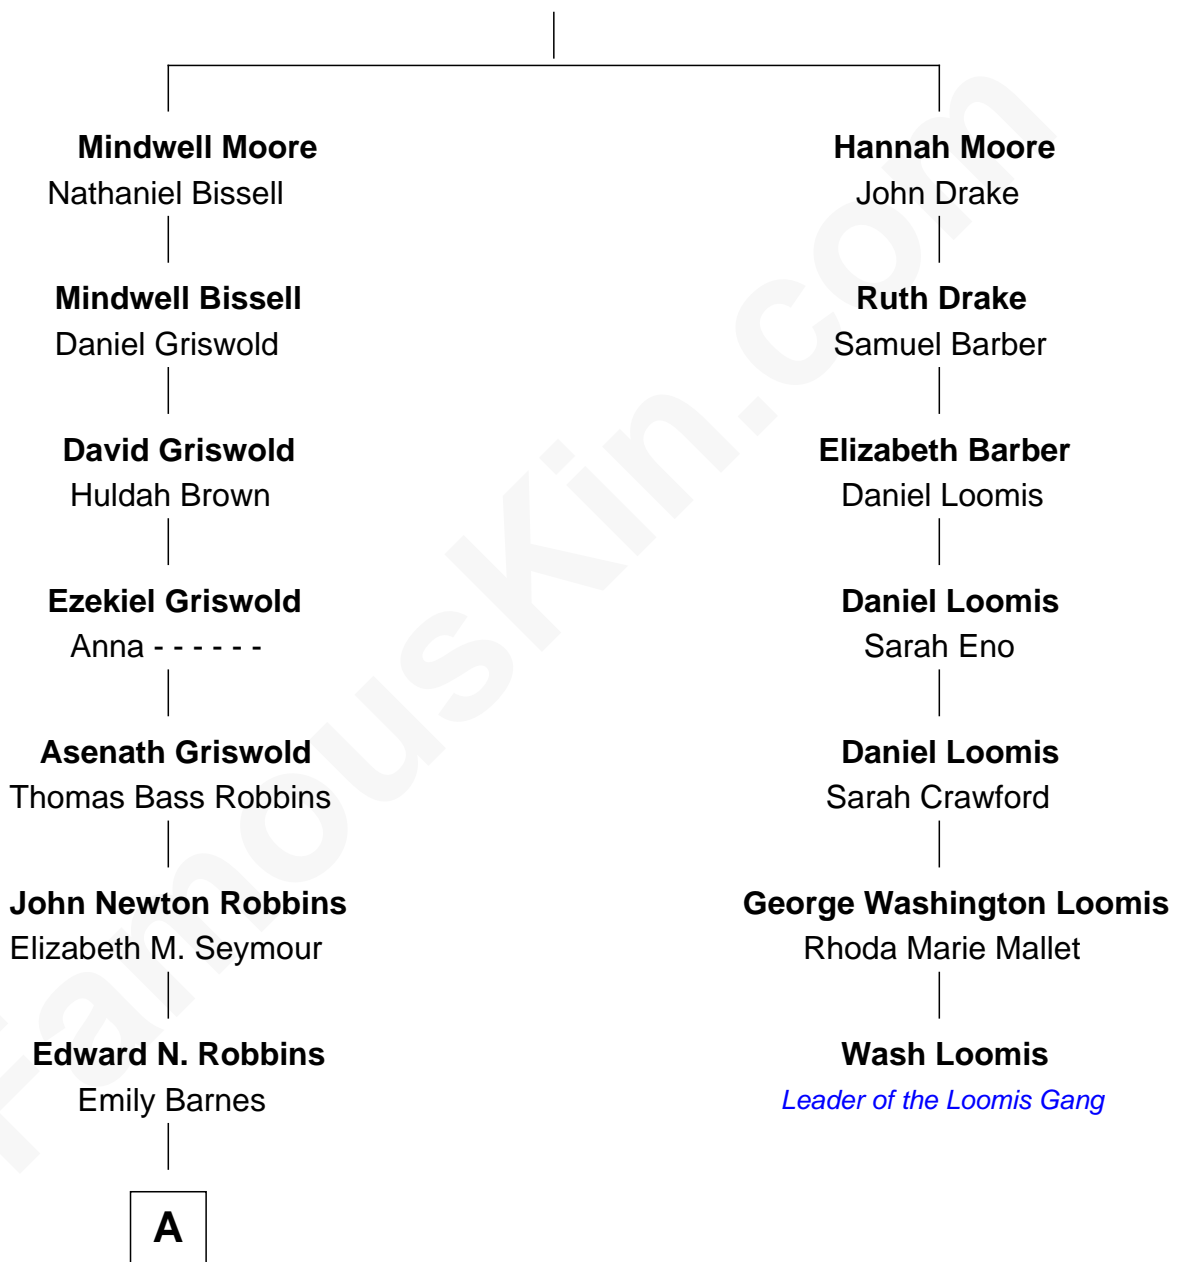 Mindwell Moore
Nathaniel Bissell
Hannah Moore
John Drake
Mindwell Bissell
Daniel Griswold
Ruth Drake
Samuel Barber
David Griswold
Huldah Brown
Elizabeth Barber
Daniel Loomis
Ezekiel Griswold
Anna - - - - - -
Daniel Loomis
Sarah Eno
Asenath Griswold
Thomas Bass Robbins
Daniel Loomis
Sarah Crawford
John Newton Robbins
Elizabeth M. Seymour
George Washington Loomis
Rhoda Marie Mallet
Edward N. Robbins
Emily Barnes
Wash Loomis
Leader of the Loomis Gang
A
FamousKin.com